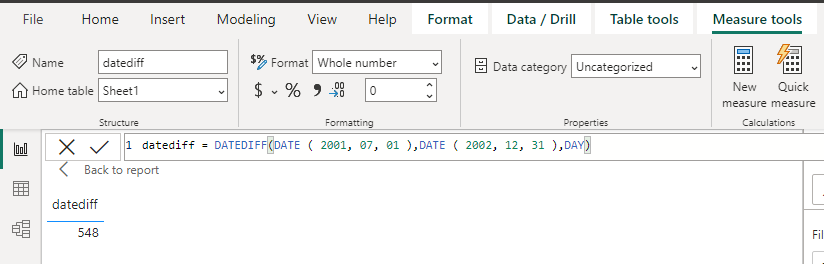 File Home Insert Modeling View Help Format Data / Drill Table tools Measure tools
Name datediff
Home table Sheet1
Structure
$% Format Whole number
$ % 9 .00 0
Formatting
Data category Uncategorized
Properties
New measure
Quick measure
Calculations
1 datediff = DATEDIFF(DATE ( 2001, 07, 01 ),DATE ( 2002, 12, 31 ),DAY)
Back to report
datediff
548
Fil